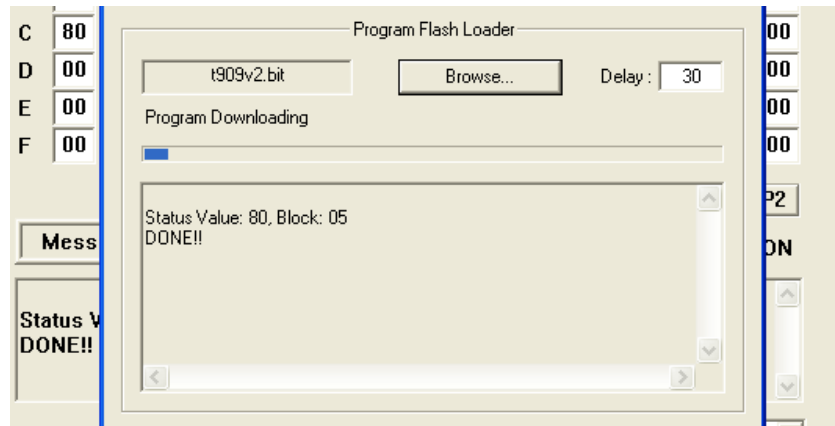 Program Flash Loader
C 80 00
t909v2.bit Browse... Delay : 30
D 00 00
E 00 00
Program Downloading
F 00 00
P2
Status Value: 80, Block: 05
DONE!!
Mess ON
Status V
DONE!!